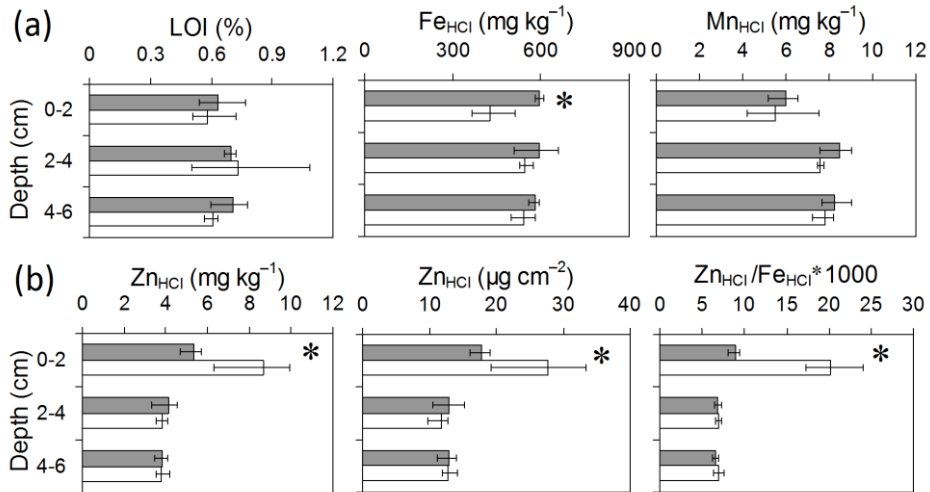 (a)
LOI (%)
0 0.3 0.6 0.9 1.2
Depth (cm)
0-2
2-4
4-6
Fe_HCl (mg kg⁻¹)
0 300 600 900
*
Mn_HCl (mg kg⁻¹)
0 2 4 6 8 10 12
(b)
Zn_HCl (mg kg⁻¹)
0 2 4 6 8 10 12
Depth (cm)
0-2
2-4
4-6
*
Zn_HCl (µg cm⁻²)
0 10 20 30 40
*
Zn_HCl/Fe_HCl*1000
0 5 10 15 20 25 30
*